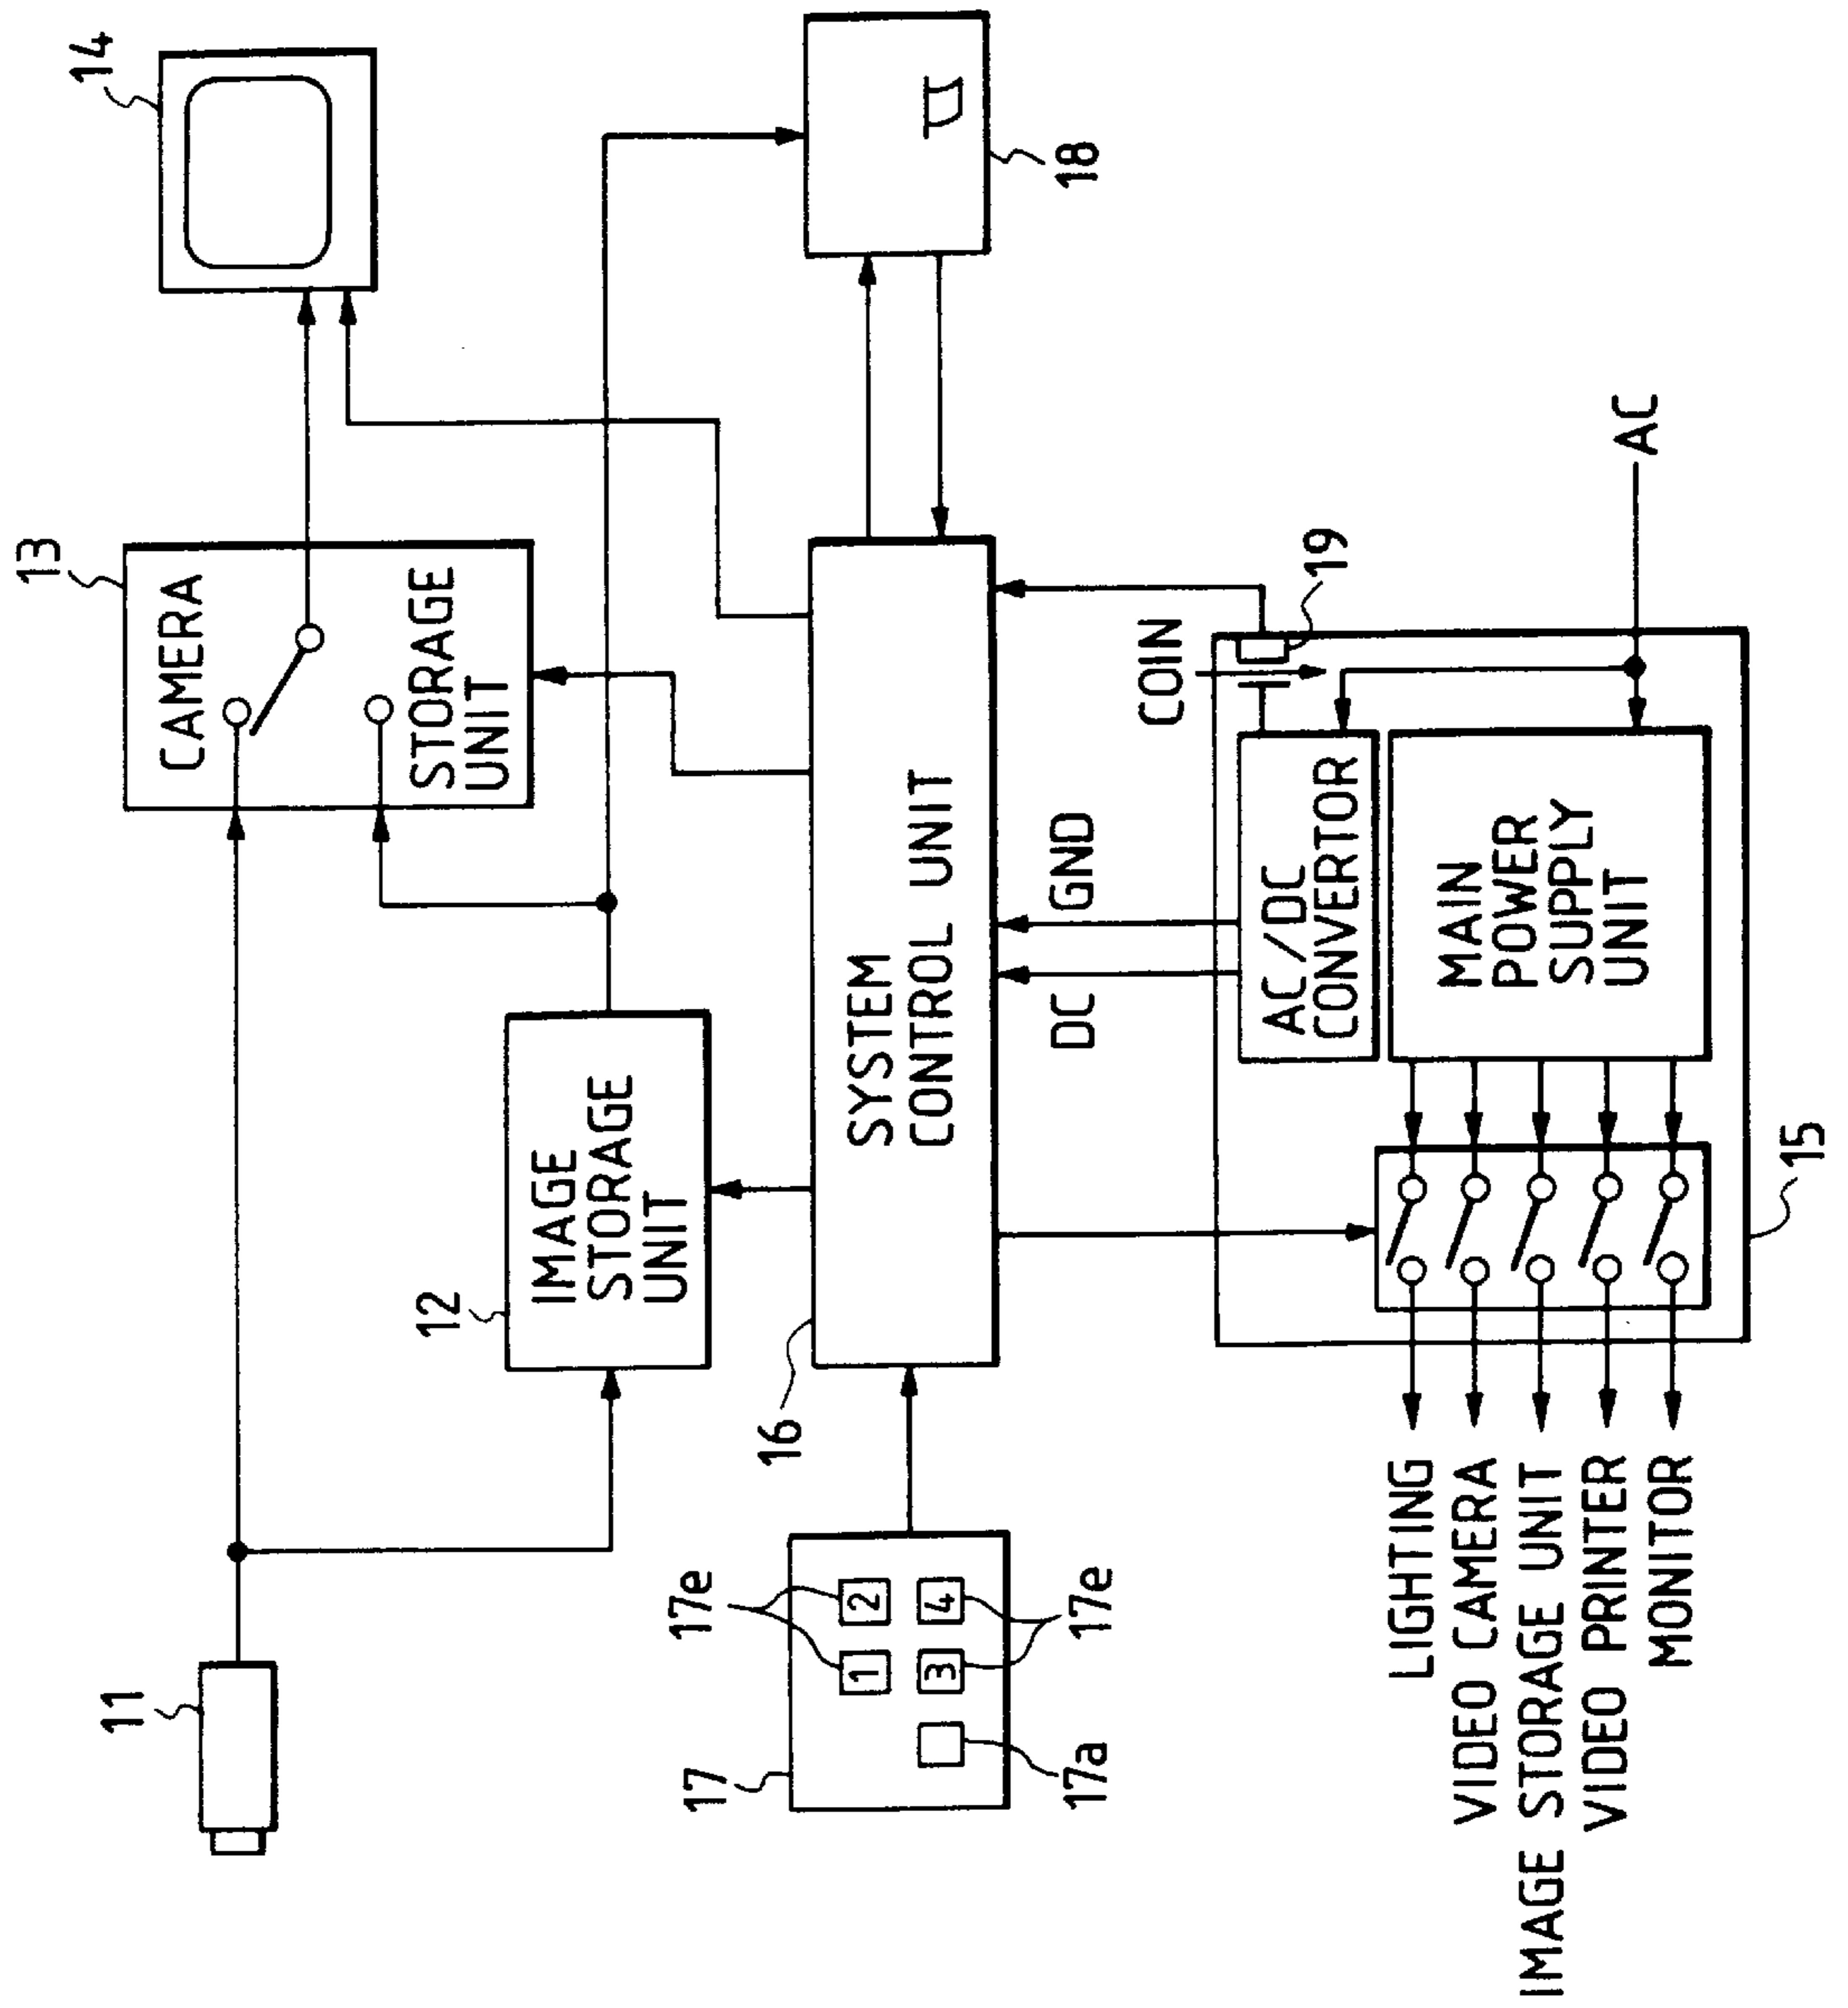 11
13
14
CAMERA
STORAGE
UNIT
12
IMAGE
STORAGE
UNIT
16
SYSTEM
CONTROL UNIT
18
17
17e
1
2
3
4
17e
17a
DC
GND
COIN
19
AC/DC
CONVERTOR
MAIN
POWER
SUPPLY
UNIT
AC
15
LIGHTING
VIDEO CAMERA
IMAGE STORAGE UNIT
VIDEO PRINTER
MONITOR